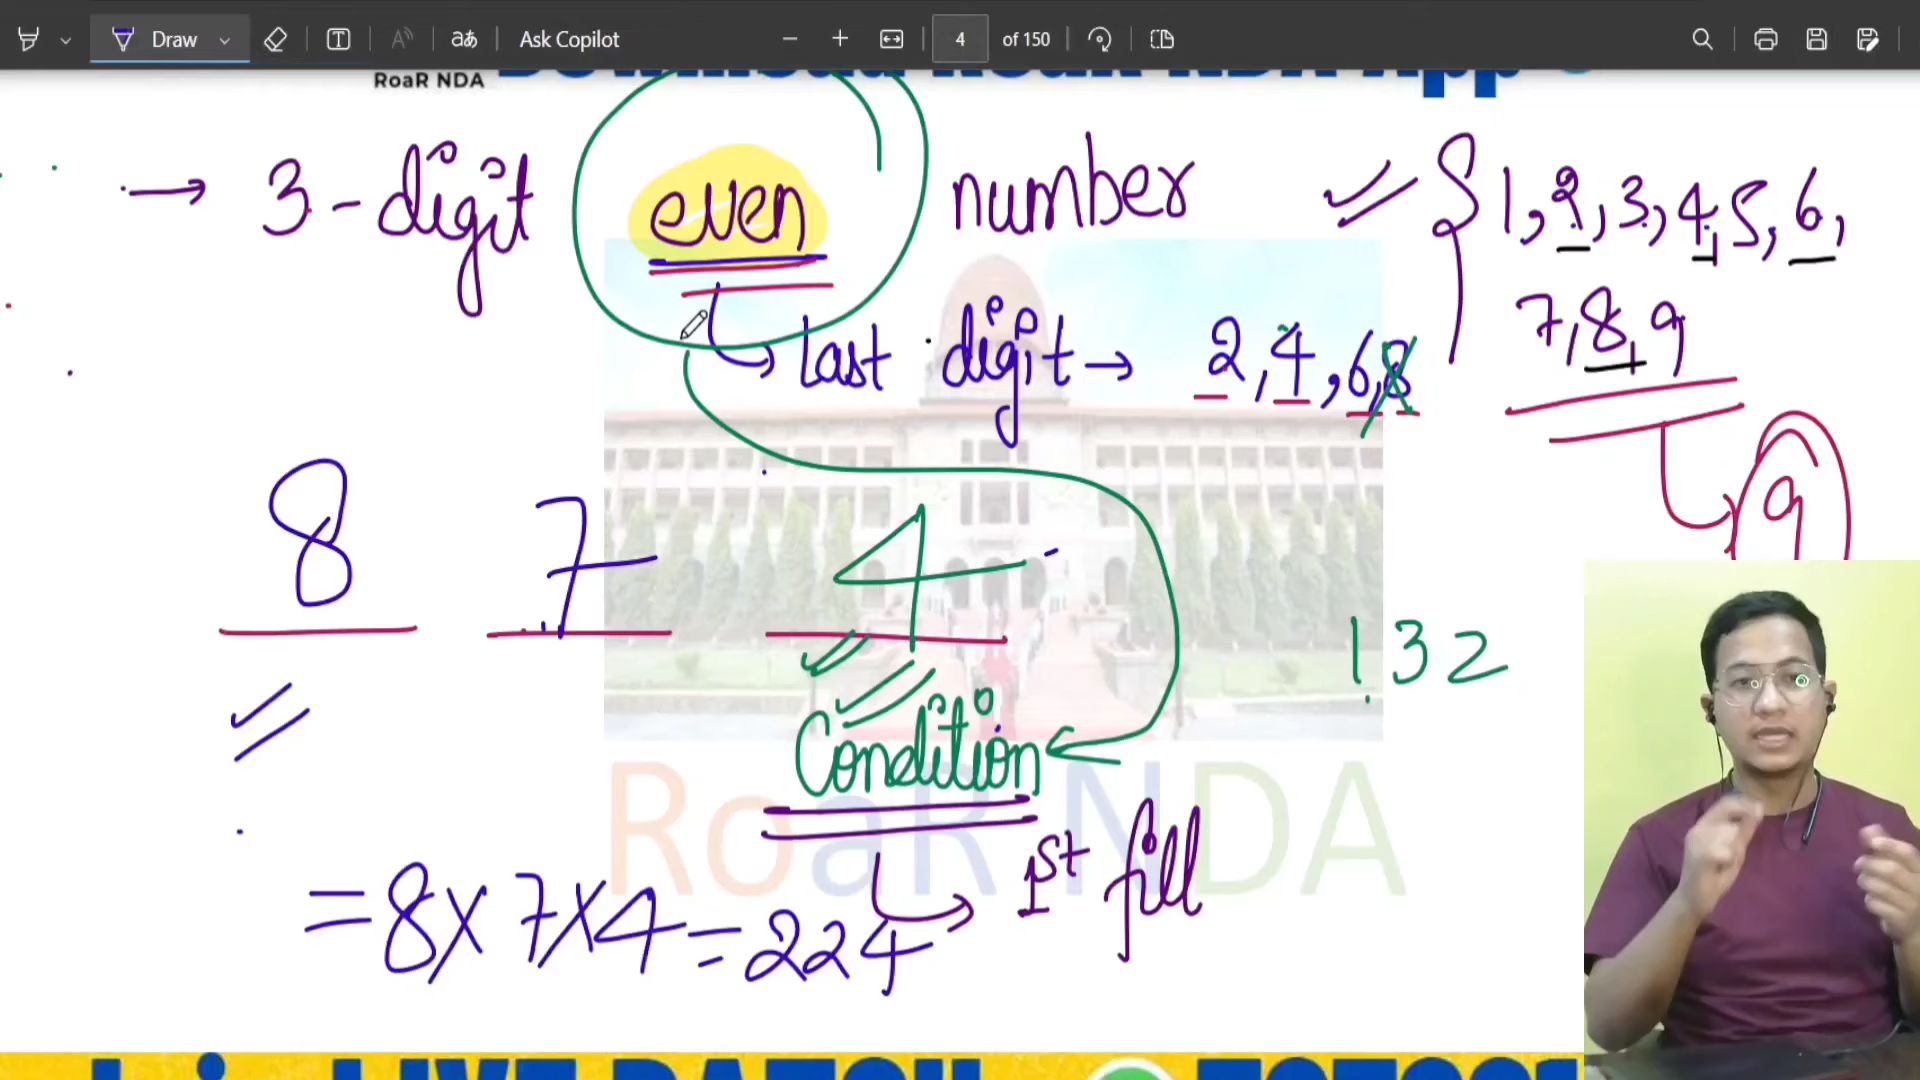 Draw
aあ
Ask Copilot
4 of 150
RoaR NDA
→ 3-digit even number {1, 2, 3, 4, 5, 6,
7, 8, 9
Last digit → 2, 4, 6, 8
9
8 7 4
132
Condition
RoaR NDA
1st fill
= 8 × 7 × 4 = 224